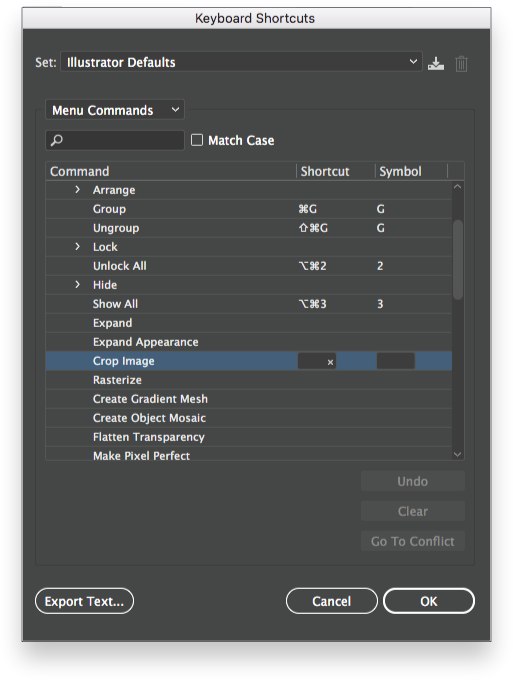 Keyboard Shortcuts
Set: Illustrator Defaults
Menu Commands
Match Case
Command Shortcut Symbol
Arrange
Group ⌘G G
Ungroup ⇧⌘G G
Lock
Unlock All ⌥⌘2 2
Hide
Show All ⌥⌘3 3
Expand
Expand Appearance
Crop Image
Rasterize
Create Gradient Mesh
Create Object Mosaic
Flatten Transparency
Make Pixel Perfect
Undo
Clear
Go To Conflict
Export Text... Cancel OK